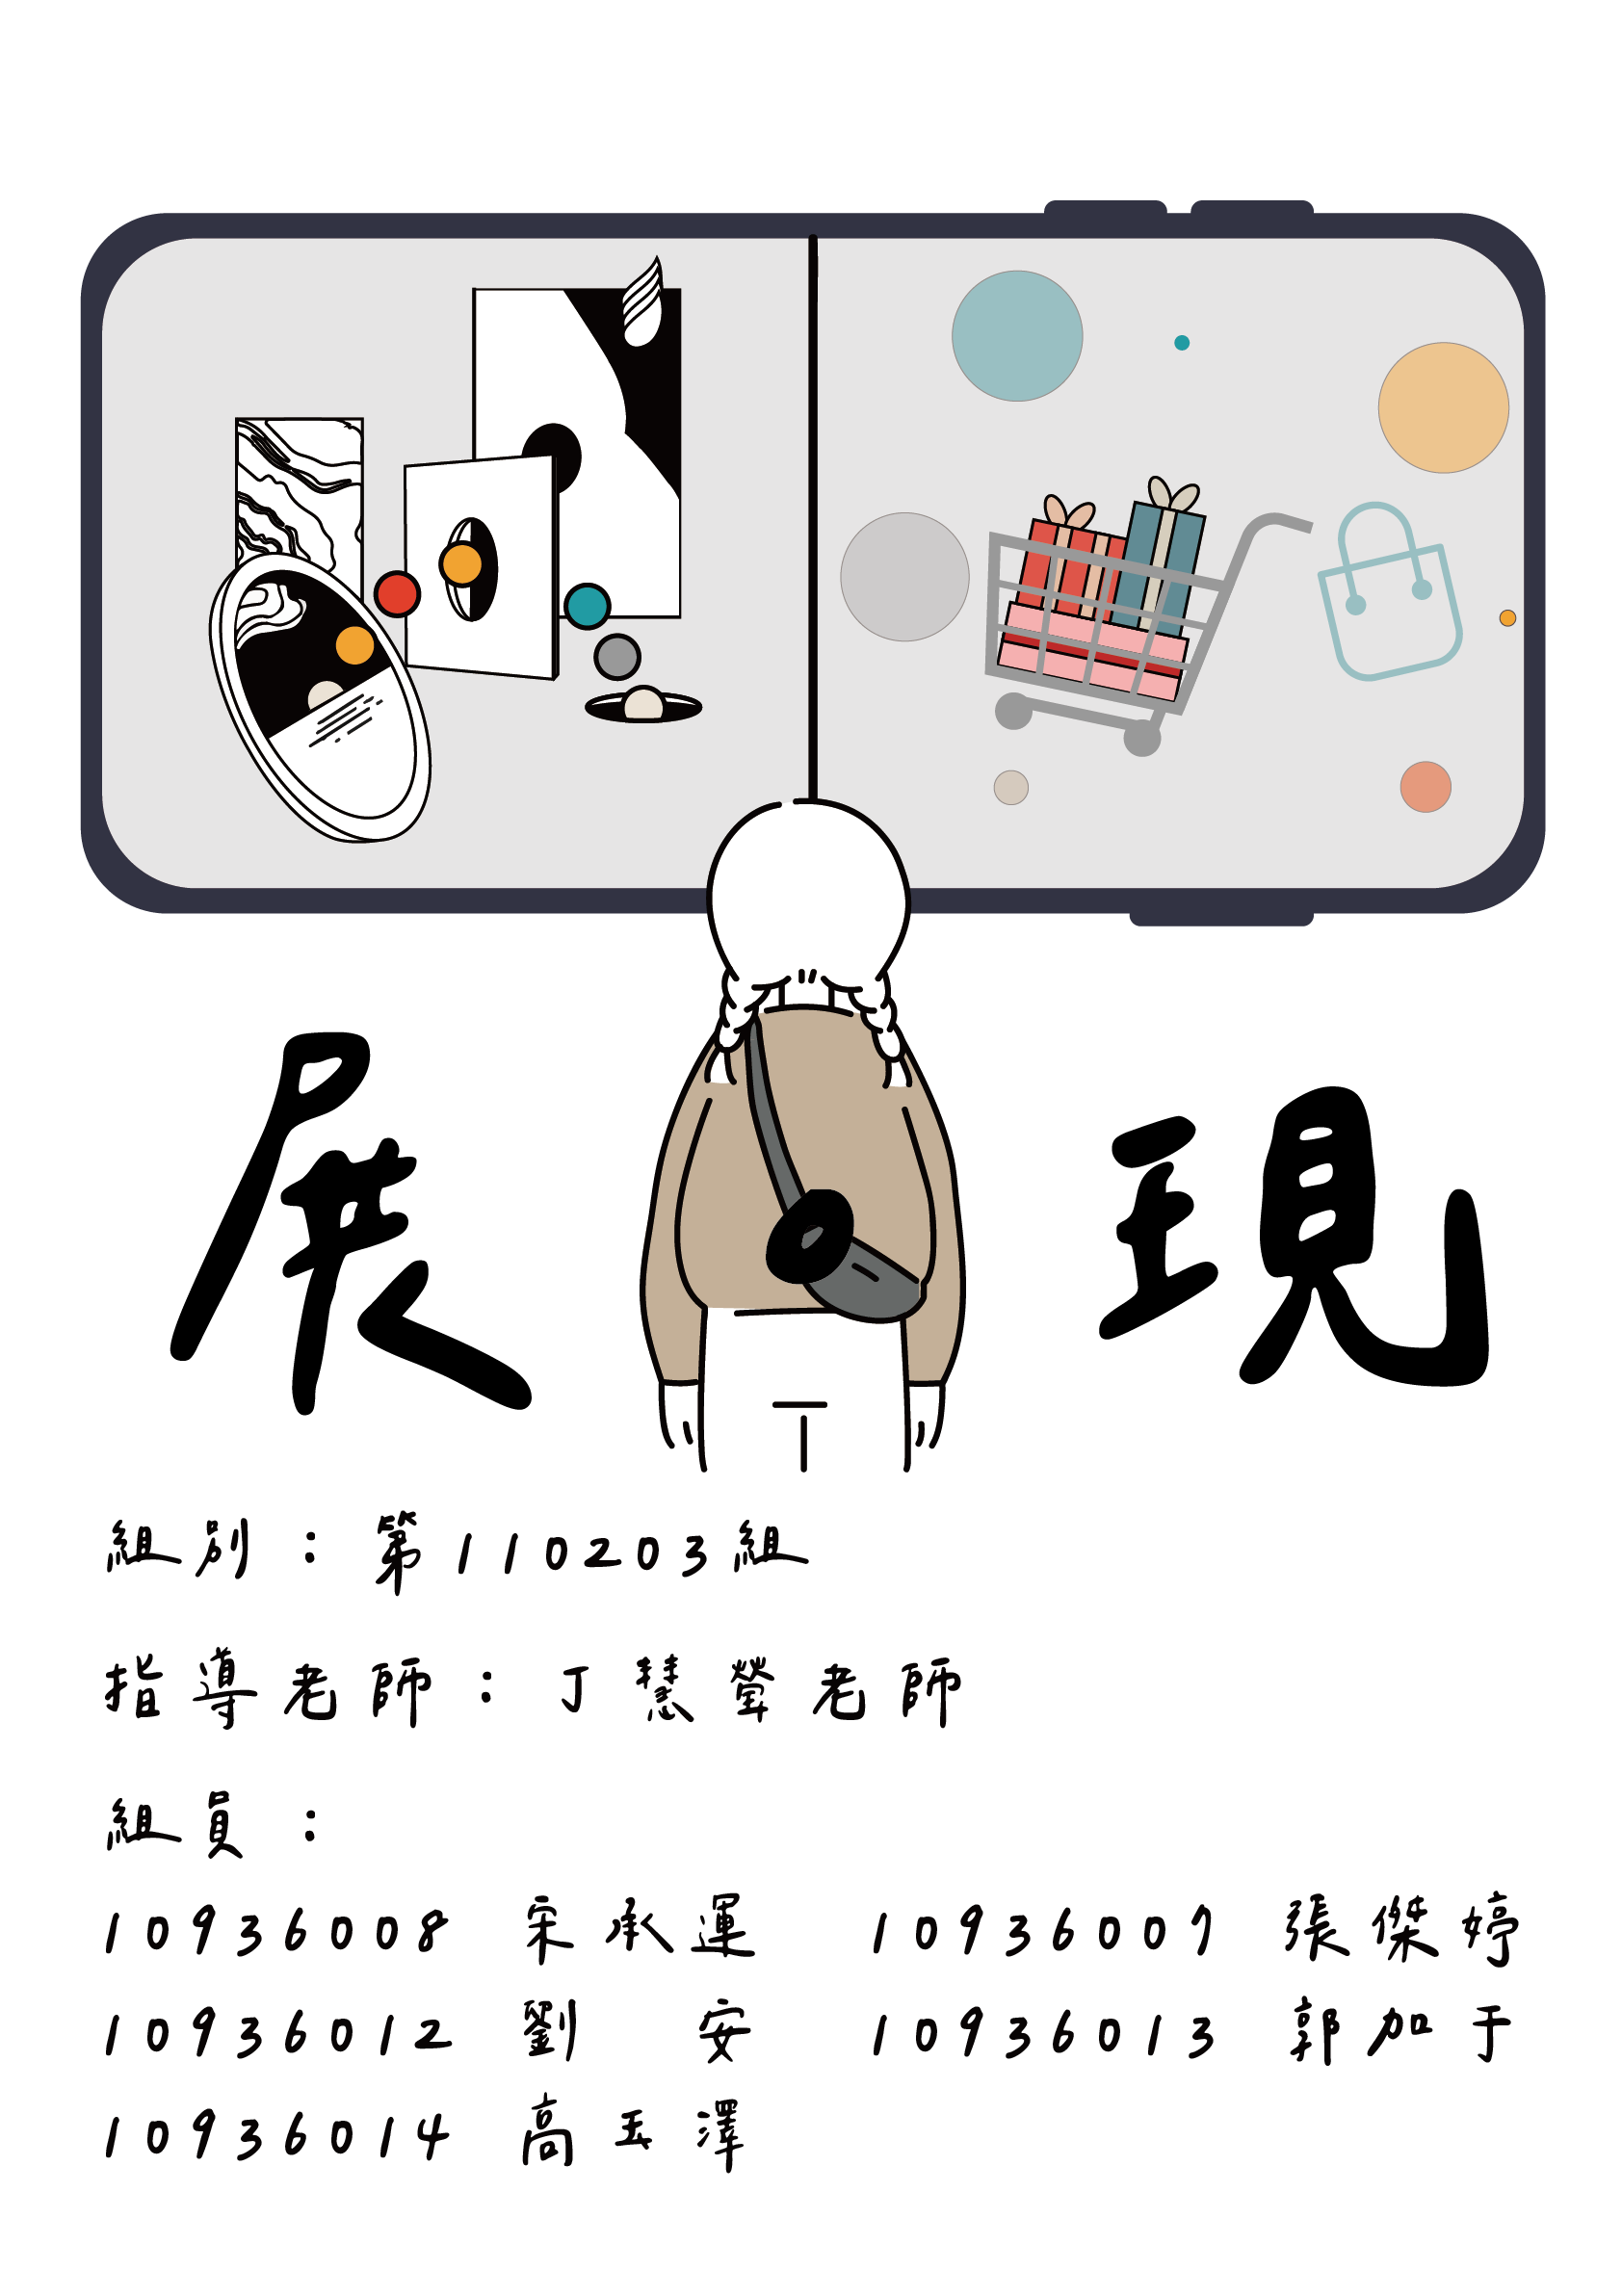 展現
組別：第110203組
指導老師：丁慧瑩老師
組員：
10936008 宋承運 10936007 張傑婷
10936012 劉 安 10936013 郭加于
10936014 高玉澤